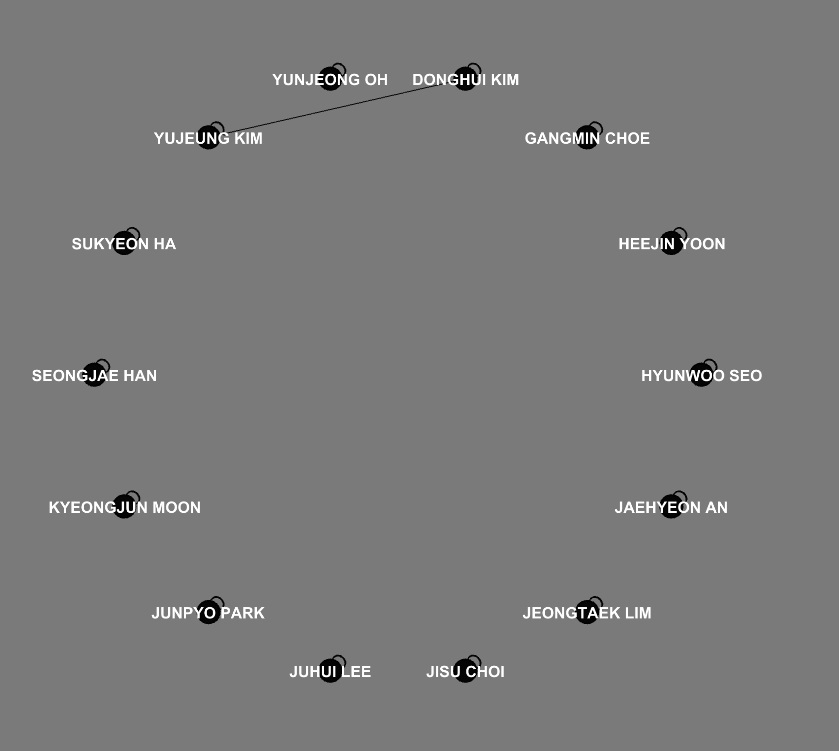 YUNJEONG OH
DONGHUI KIM
YUJEUNG KIM
GANGMIN CHOE
SUKYEON HA
HEEJIN YOON
SEONGJAE HAN
HYUNWOO SEO
KYEONGJUN MOON
JAEHYEON AN
JUNPYO PARK
JEONGTAEK LIM
JUHUI LEE
JISU CHOI